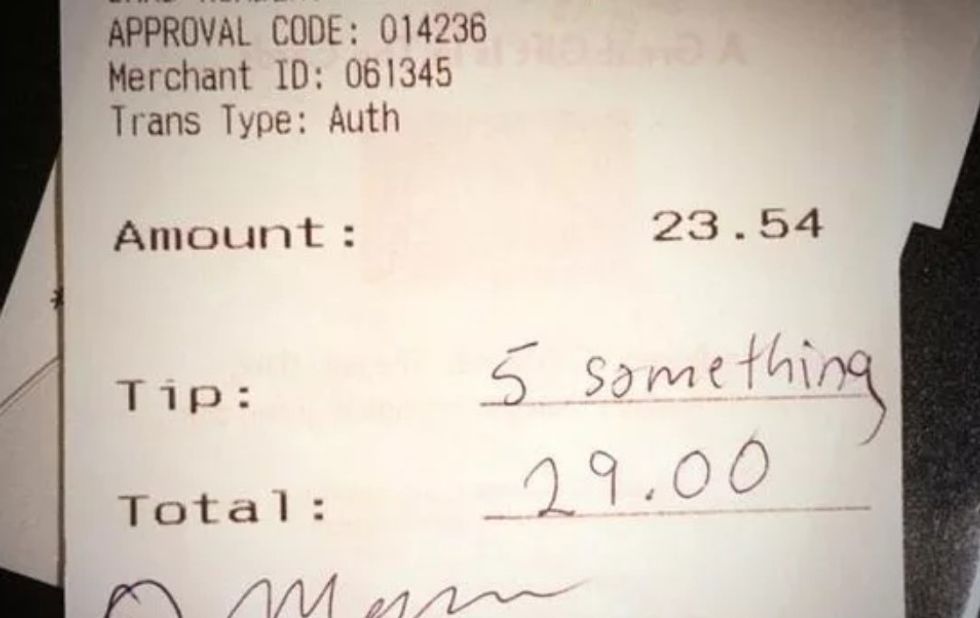 APPROVAL CODE: 014236
Merchant ID: 061345
Trans Type: Auth
Amount: 23.54
Tip: 5 something
Total: 29.00